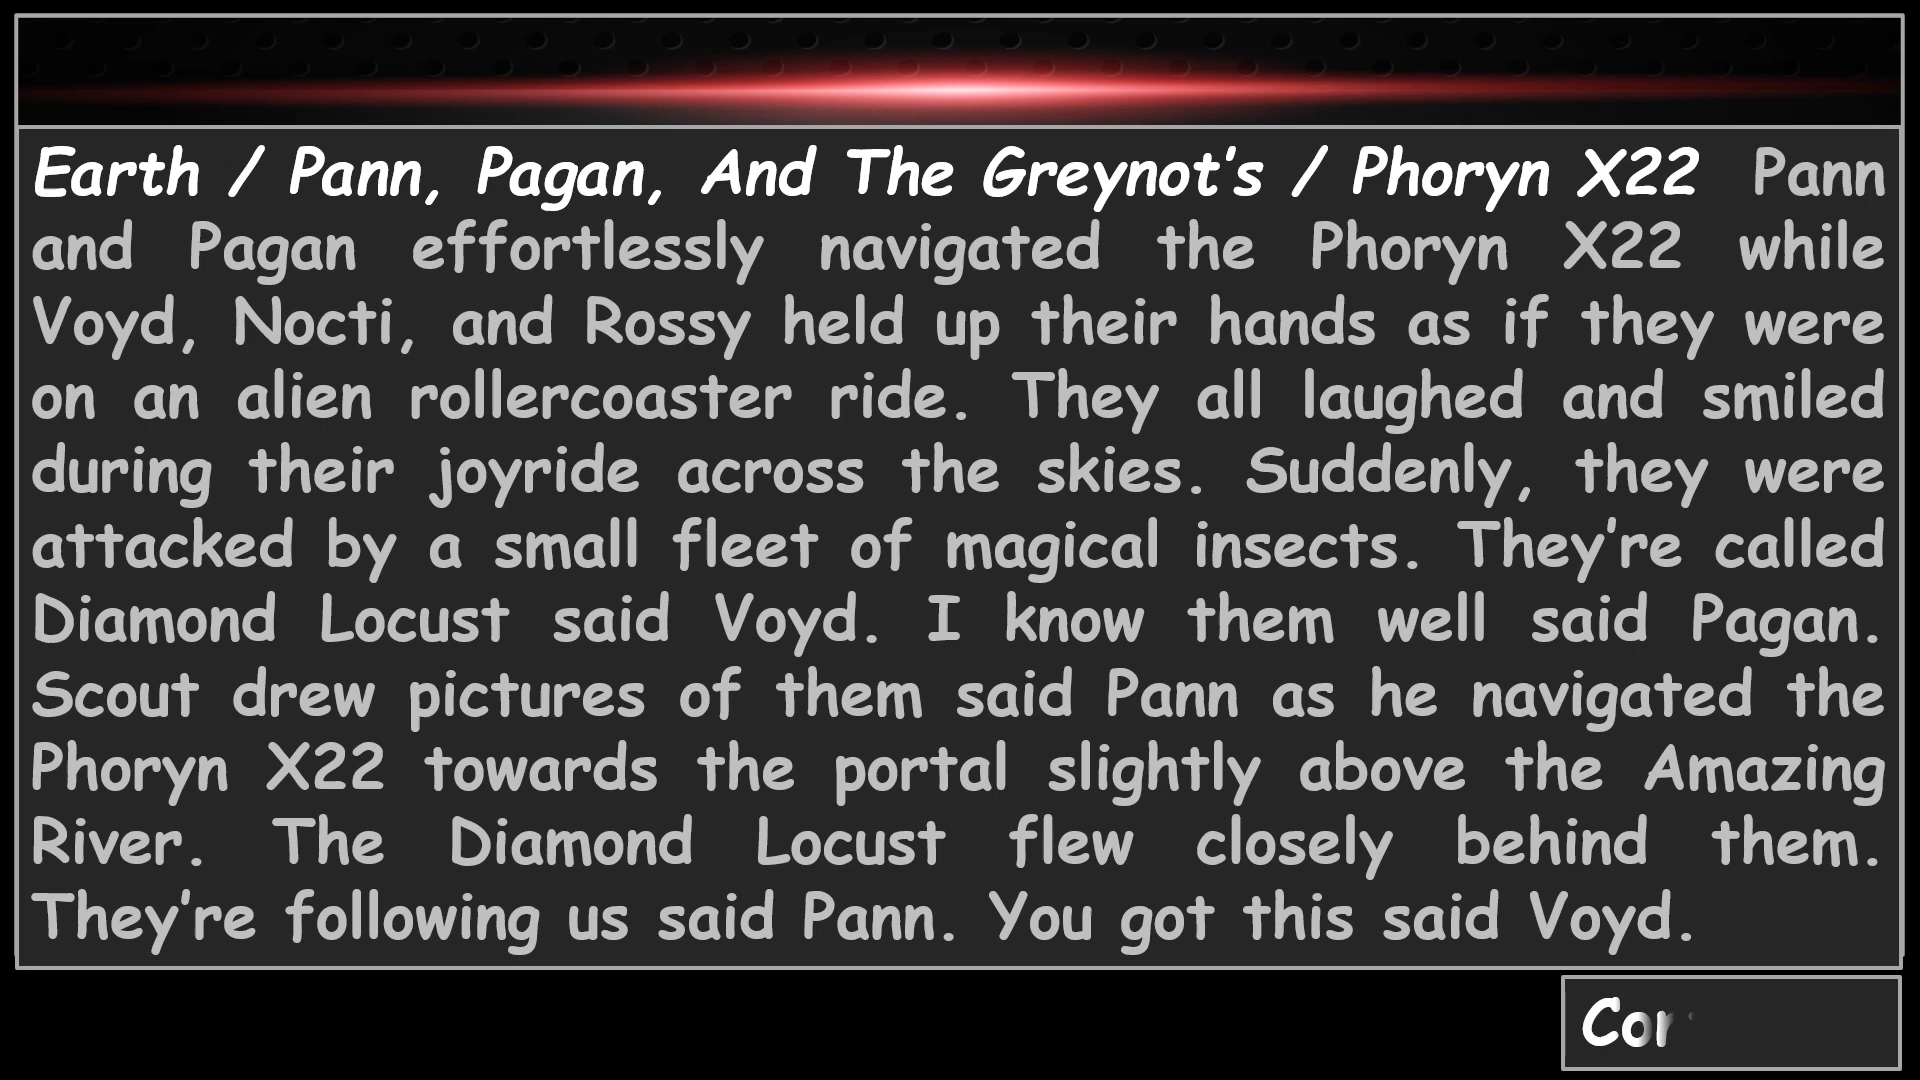 Earth / Pann, Pagan, And The Greynot's / Phoryn X22 Pann
and Pagan effortlessly navigated the Phoryn X22 while
Voyd, Nocti, and Rossy held up their hands as if they were
on an alien rollercoaster ride. They all laughed and smiled
during their joyride across the skies. Suddenly, they were
attacked by a small fleet of magical insects. They're called
Diamond Locust said Voyd. I know them well said Pagan.
Scout drew pictures of them said Pann as he navigated the
Phoryn X22 towards the portal slightly above the Amazing
River. The Diamond Locust flew closely behind them.
They're following us said Pann. You got this said Voyd.